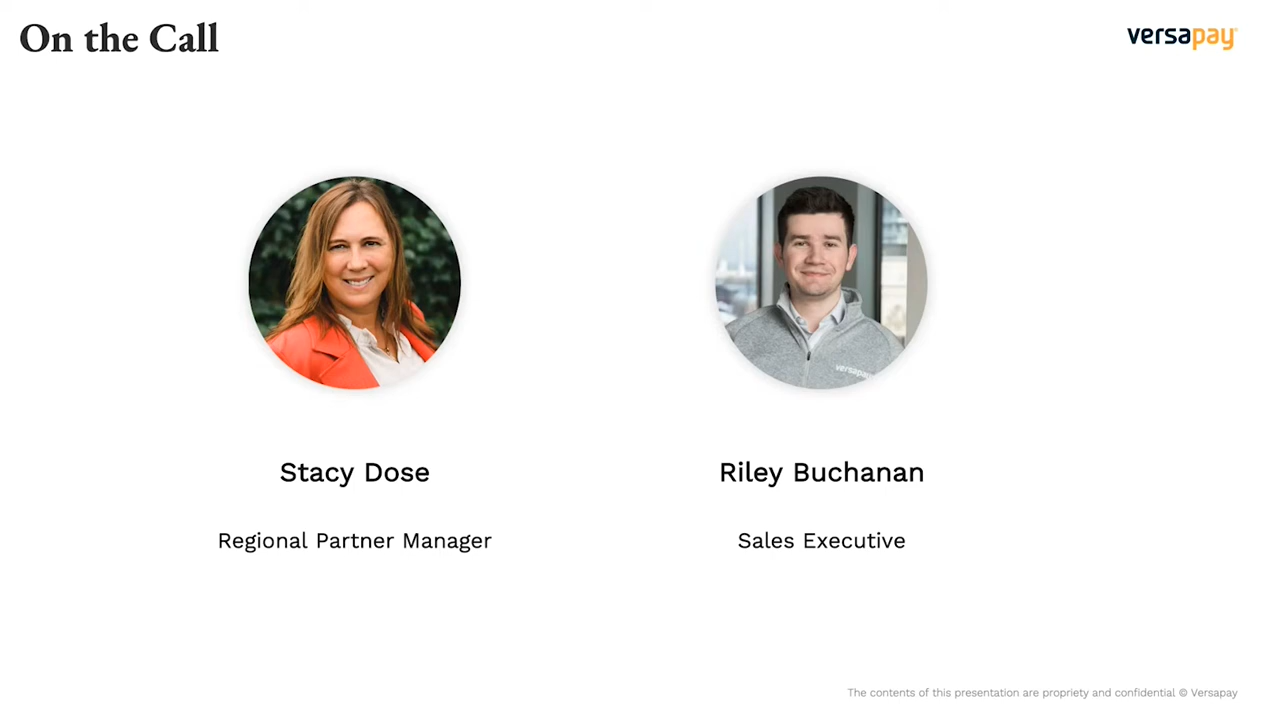 On the Call
versapay
versapay
Stacy Dose
Riley Buchanan
Regional Partner Manager
Sales Executive
The contents of this presentation are propriety and confidential © Versapay